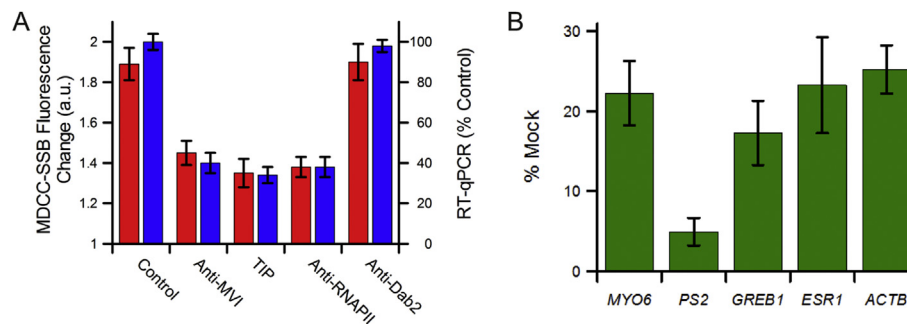 A
MDCC-SSB Fluorescence
Change (a.u.)
2
1.8
1.6
1.4
1.2
1
100
80
60
40
20
0
RT-qPCR (% Control)
Control
Anti-MVI
TIP
Anti-RNAPII
Anti-Dab2
B
% Mock
30
20
10
0
MYO6
PS2
GREB1
ESR1
ACTB